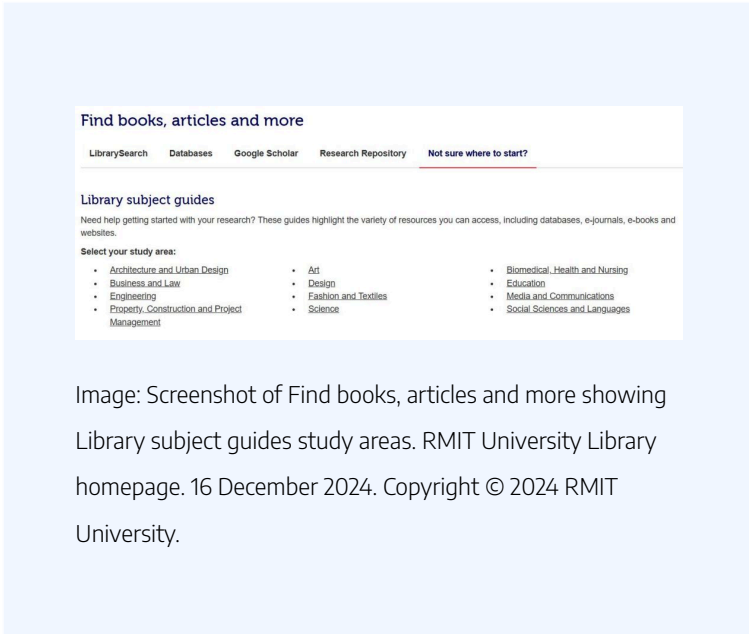 Find books, articles and more
LibrarySearch Databases Google Scholar Research Repository Not sure where to start?
Library subject guides
Need help getting started with your research? These guides highlight the variety of resources you can access, including databases, e-journals, e-books and
websites.
Select your study area:
• Architecture and Urban Design
• Business and Law
• Engineering
• Property, Construction and Project
Management
• Art
• Design
• Fashion and Textiles
• Science
• Biomedical, Health and Nursing
• Education
• Media and Communications
• Social Sciences and Languages
Image: Screenshot of Find books, articles and more showing
Library subject guides study areas. RMIT University Library
homepage. 16 December 2024. Copyright © 2024 RMIT
University.